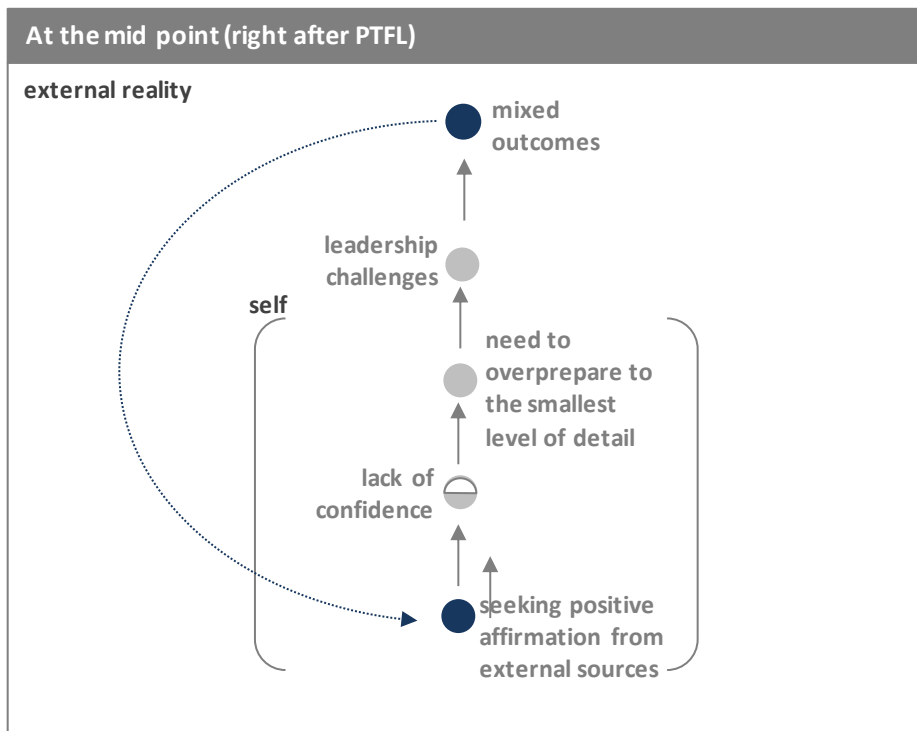 At the mid point (right after PTFL)
external reality
mixed
outcomes
leadership
challenges
self
need to
overprepare to
the smallest
level of detail
lack of
confidence
seeking positive
affirmation from
external sources